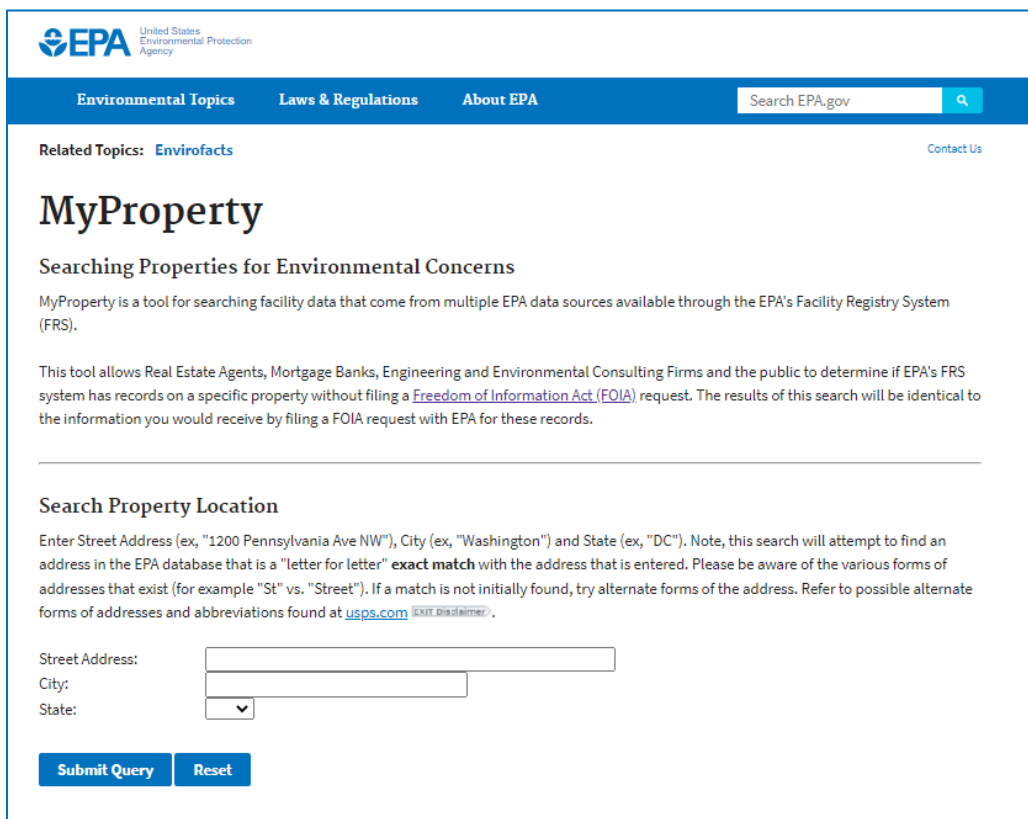 EPA
United States
Environmental Protection
Agency
Environmental Topics Laws & Regulations About EPA Search EPA.gov
Related Topics: Envirofacts Contact Us
MyProperty
Searching Properties for Environmental Concerns
MyProperty is a tool for searching facility data that come from multiple EPA data sources available through the EPA's Facility Registry System
(FRS).
This tool allows Real Estate Agents, Mortgage Banks, Engineering and Environmental Consulting Firms and the public to determine if EPA's FRS
system has records on a specific property without filing a Freedom of Information Act (FOIA) request. The results of this search will be identical to
the information you would receive by filing a FOIA request with EPA for these records.
Search Property Location
Enter Street Address (ex, "1200 Pennsylvania Ave NW"), City (ex, "Washington") and State (ex, "DC"). Note, this search will attempt to find an
address in the EPA database that is a "letter for letter" exact match with the address that is entered. Please be aware of the various forms of
addresses that exist (for example "St" vs. "Street"). If a match is not initially found, try alternate forms of the address. Refer to possible alternate
forms of addresses and abbreviations found at usps.com EXIT Disclaimer.
Street Address:
City:
State:
Submit Query Reset